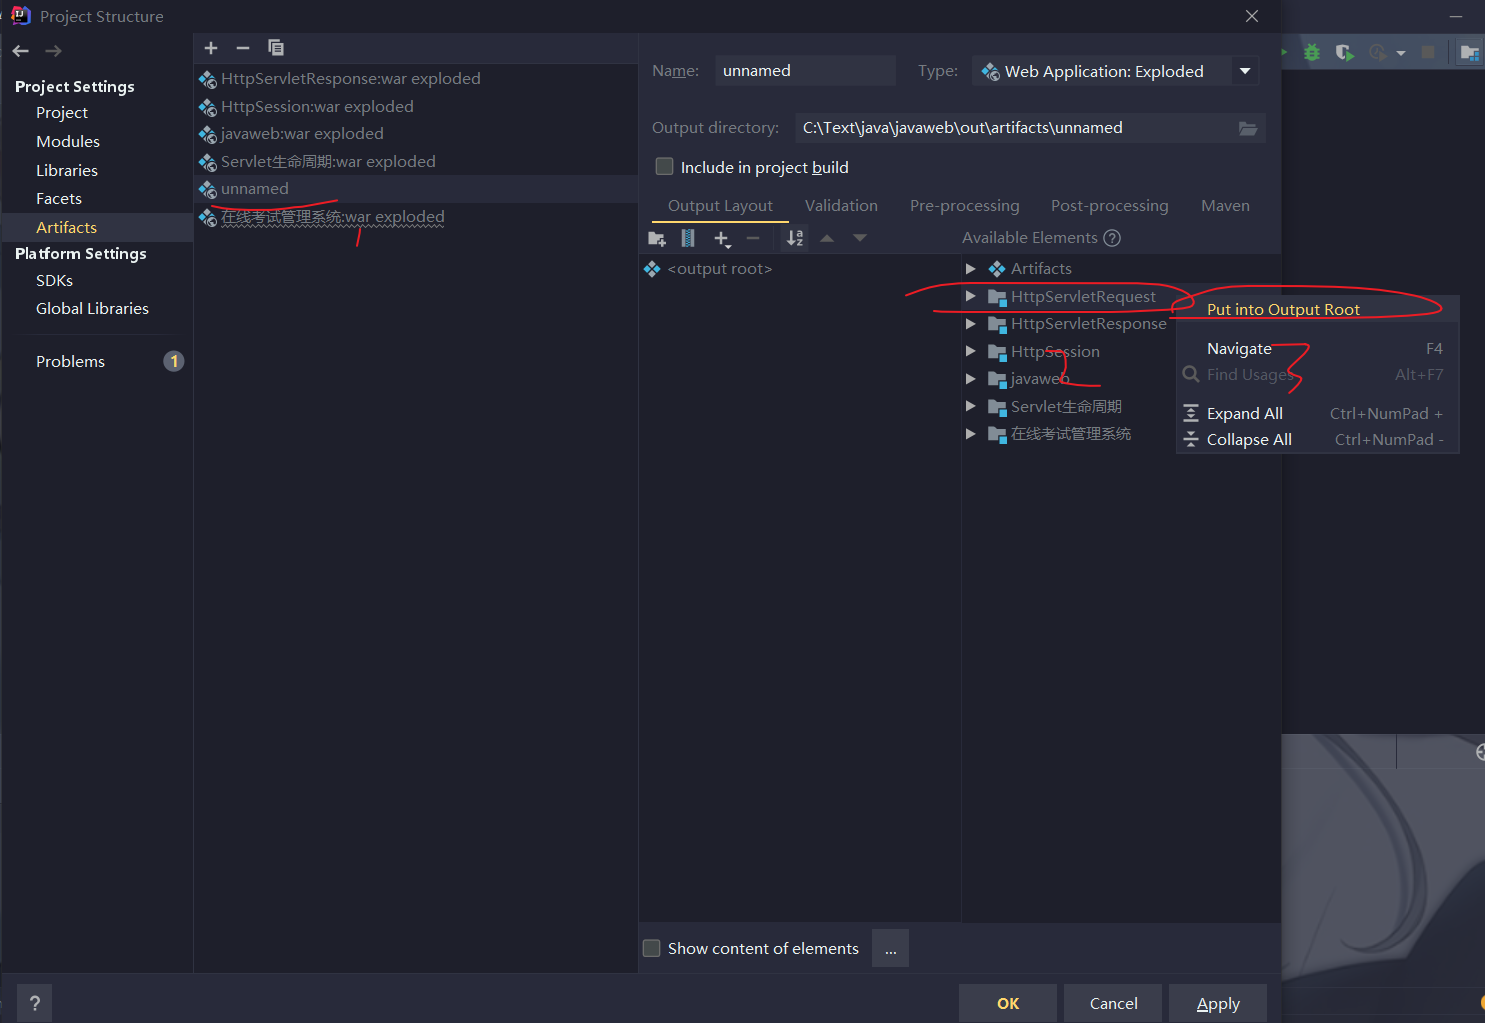 Project Structure
Project Settings
Project
Modules
Libraries
Facets
Artifacts
Platform Settings
SDKs
Global Libraries
Problems 1
HttpServletResponse:war exploded
HttpSession:war exploded
javaweb:war exploded
Servlet生命周期:war exploded
unnamed
在线考试管理系统:war exploded
1
Name: unnamed Type: Web Application: Exploded
Output directory: C:\Text\java\javaweb\out\artifacts\unnamed
Include in project build
Output Layout Validation Pre-processing Post-processing Maven
Available Elements ?
<output root>
Artifacts
HttpServletRequest
HttpServletResponse
HttpSession
javaweb
Servlet生命周期
在线考试管理系统
2
Put into Output Root
Navigate F4
Find Usages Alt+F7
3
Expand All Ctrl+NumPad +
Collapse All Ctrl+NumPad -
Show content of elements ...
? OK Cancel Apply